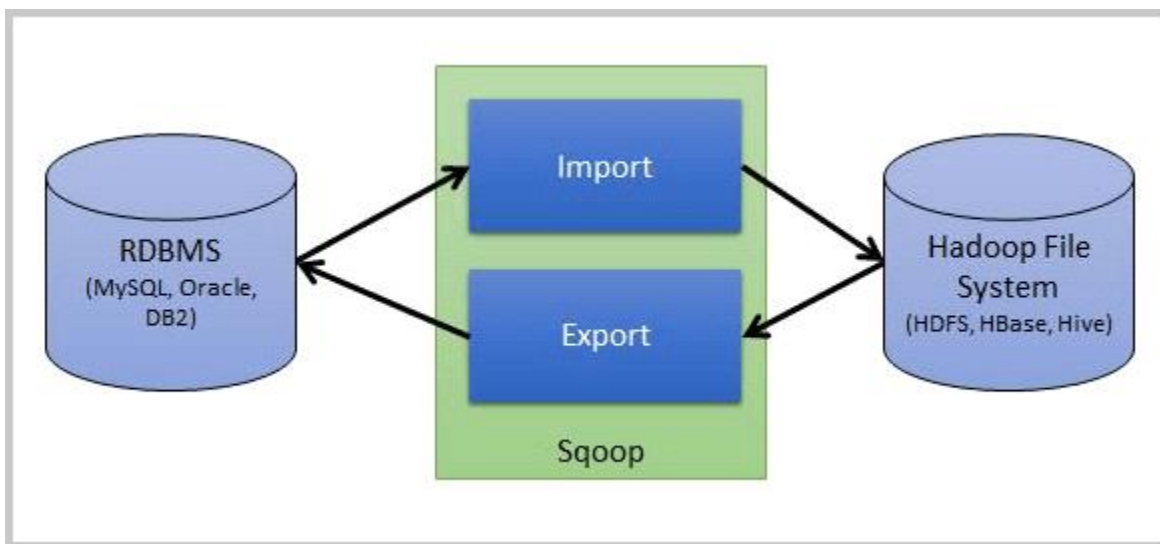 RDBMS
(MySQL, Oracle,
DB2)
Import
Export
Sqoop
Hadoop File
System
(HDFS, HBase, Hive)